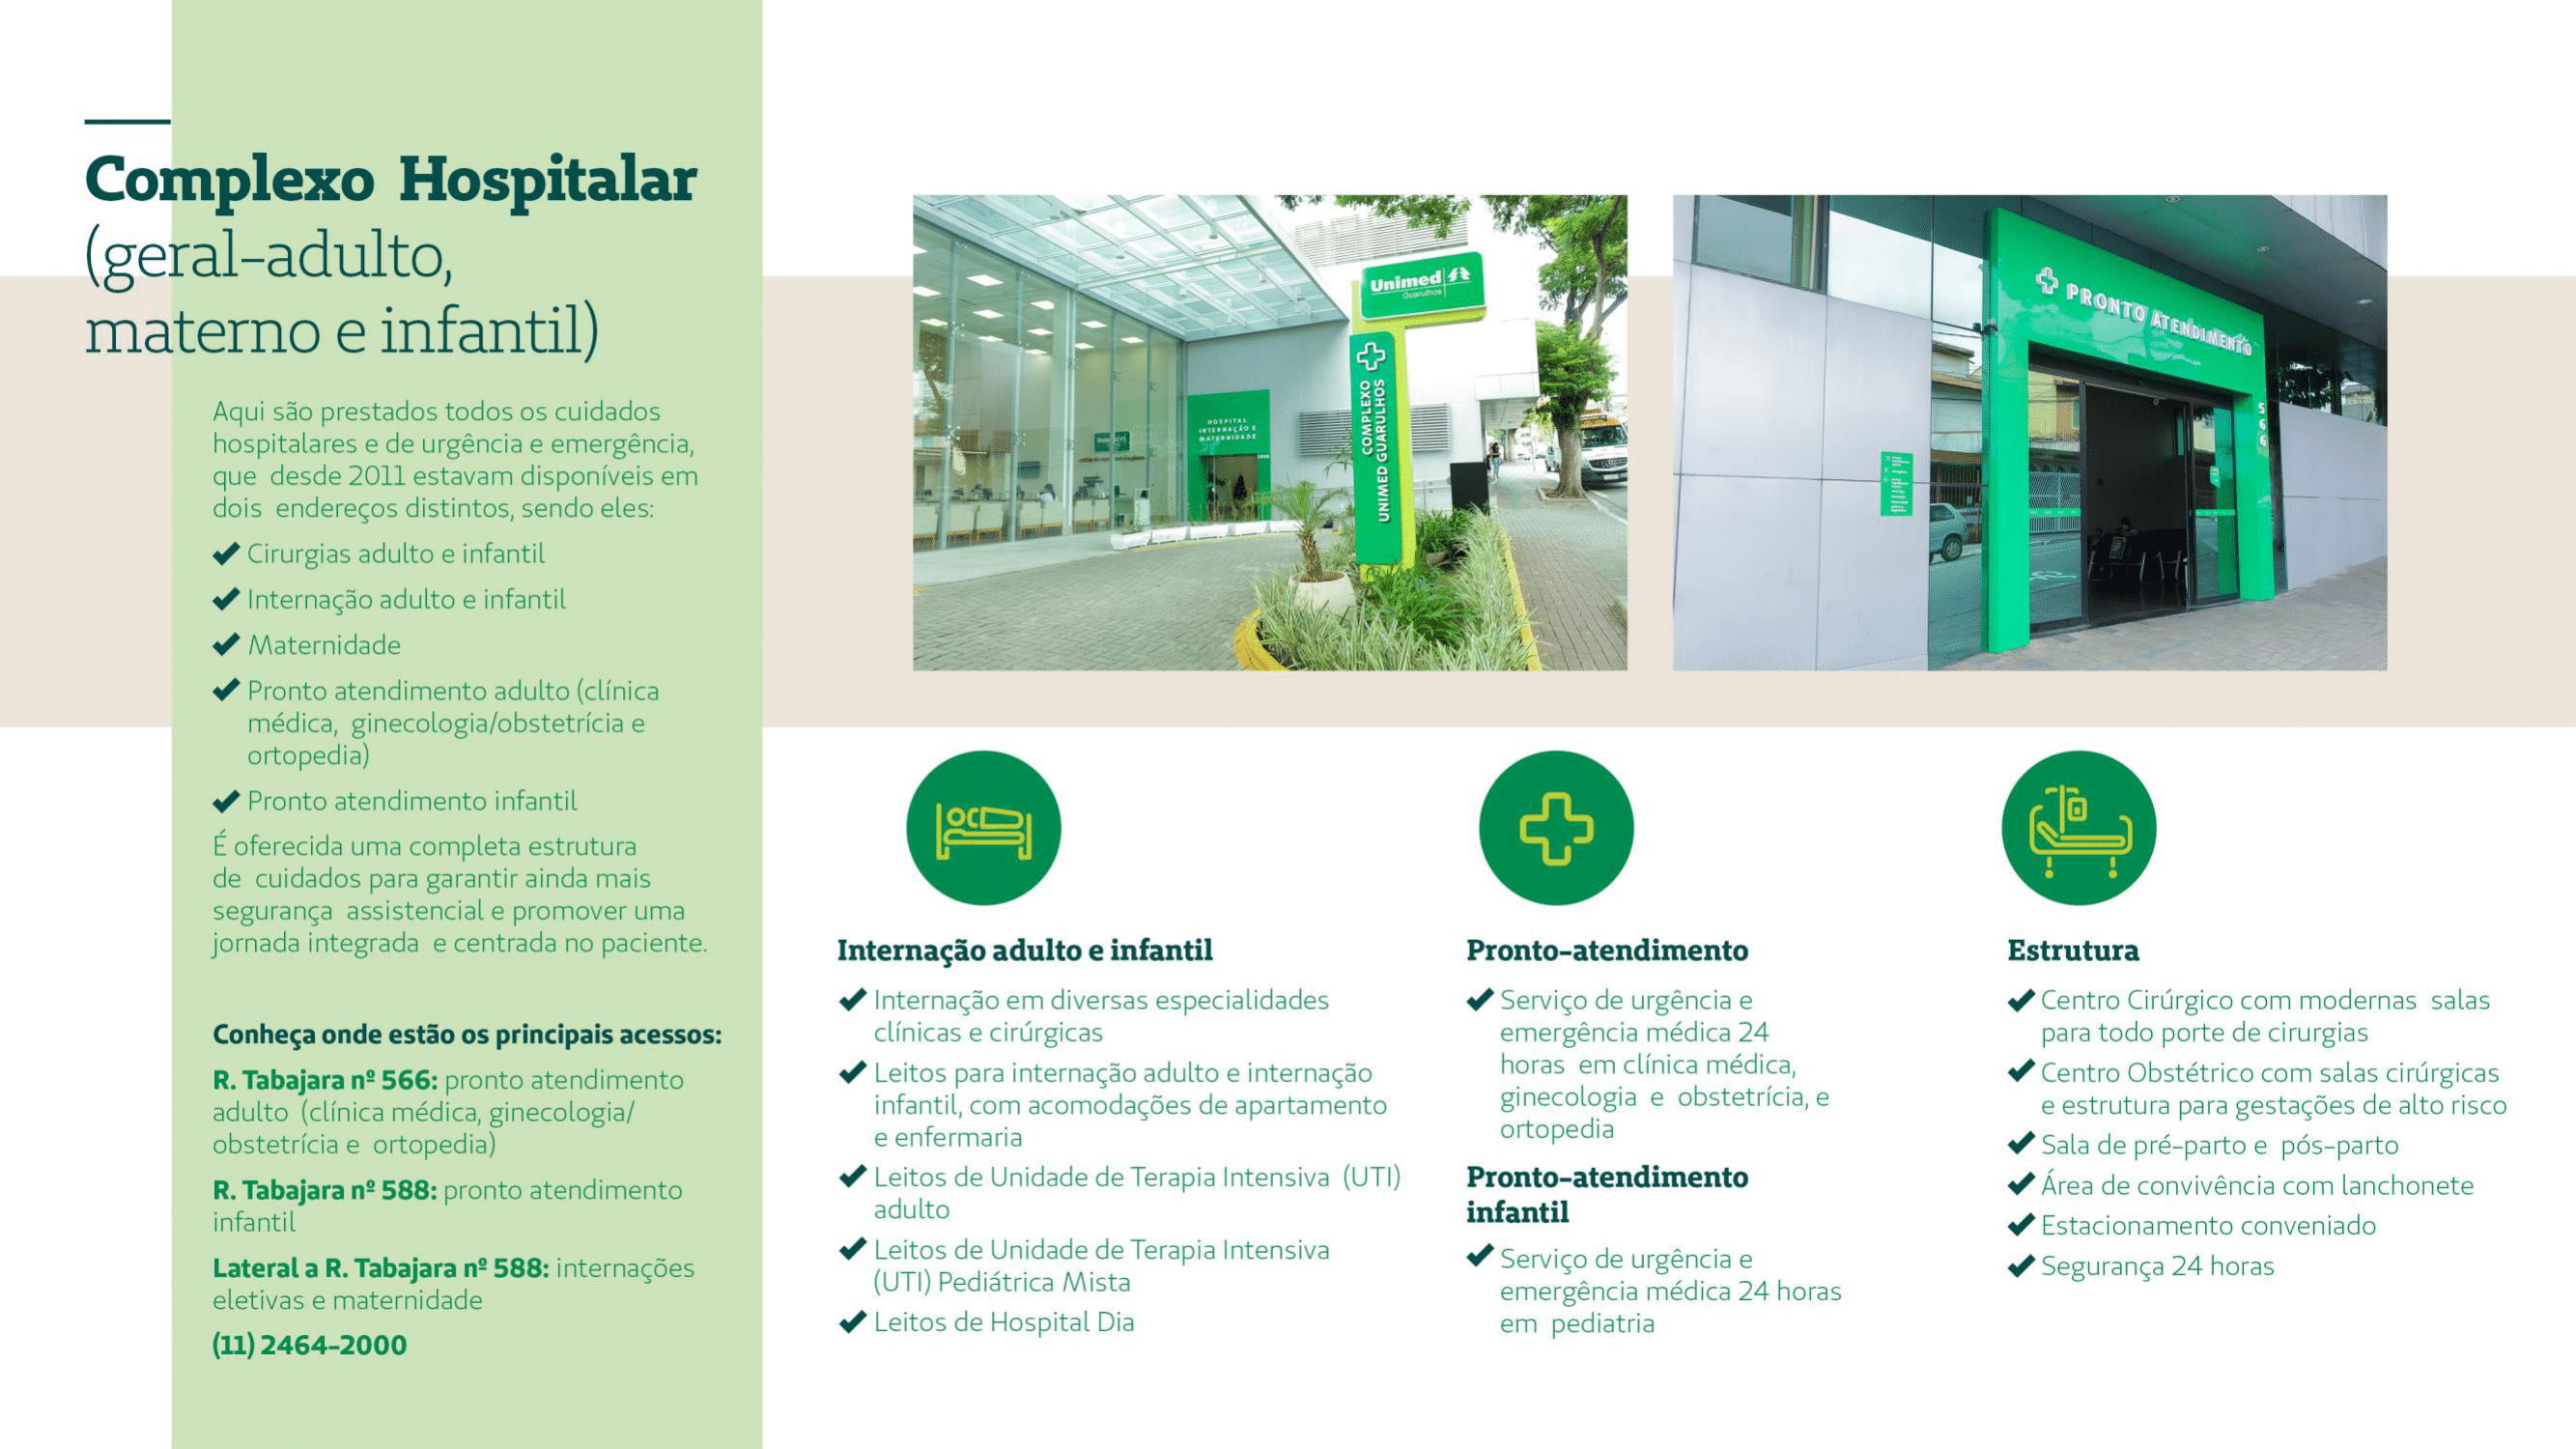 Complexo Hospitalar
(geral-adulto,
materno e infantil)
Aqui são prestados todos os cuidados
hospitalares e de urgência e emergência,
que desde 2011 estavam disponíveis em
dois endereços distintos, sendo eles:
Cirurgias adulto e infantil
Internação adulto e infantil
Maternidade
Pronto atendimento adulto (clínica
médica, ginecologia/obstetrícia e
ortopedia)
Pronto atendimento infantil
É oferecida uma completa estrutura
de cuidados para garantir ainda mais
segurança assistencial e promover uma
jornada integrada e centrada no paciente.
Conheça onde estão os principais acessos:
R. Tabajara nº 566: pronto atendimento
adulto (clínica médica, ginecologia/
obstetrícia e ortopedia)
R. Tabajara nº 588: pronto atendimento
infantil
Lateral a R. Tabajara nº 588: internações
eletivas e maternidade
(11) 2464-2000
Unimed
Guarulhos
COMPLEXO
UNIMED GUARULHOS
HOSPITAL
INTERNAÇÃO E
MATERNIDADE
PRONTO ATENDIMENTO
566
Internação adulto e infantil
Internação em diversas especialidades
clínicas e cirúrgicas
Leitos para internação adulto e internação
infantil, com acomodações de apartamento
e enfermaria
Leitos de Unidade de Terapia Intensiva (UTI)
adulto
Leitos de Unidade de Terapia Intensiva
(UTI) Pediátrica Mista
Leitos de Hospital Dia
Pronto-atendimento
Serviço de urgência e
emergência médica 24
horas em clínica médica,
ginecologia e obstetrícia, e
ortopedia
Pronto-atendimento
infantil
Serviço de urgência e
emergência médica 24 horas
em pediatria
Estrutura
Centro Cirúrgico com modernas salas
para todo porte de cirurgias
Centro Obstétrico com salas cirúrgicas
e estrutura para gestações de alto risco
Sala de pré-parto e pós-parto
Área de convivência com lanchonete
Estacionamento conveniado
Segurança 24 horas